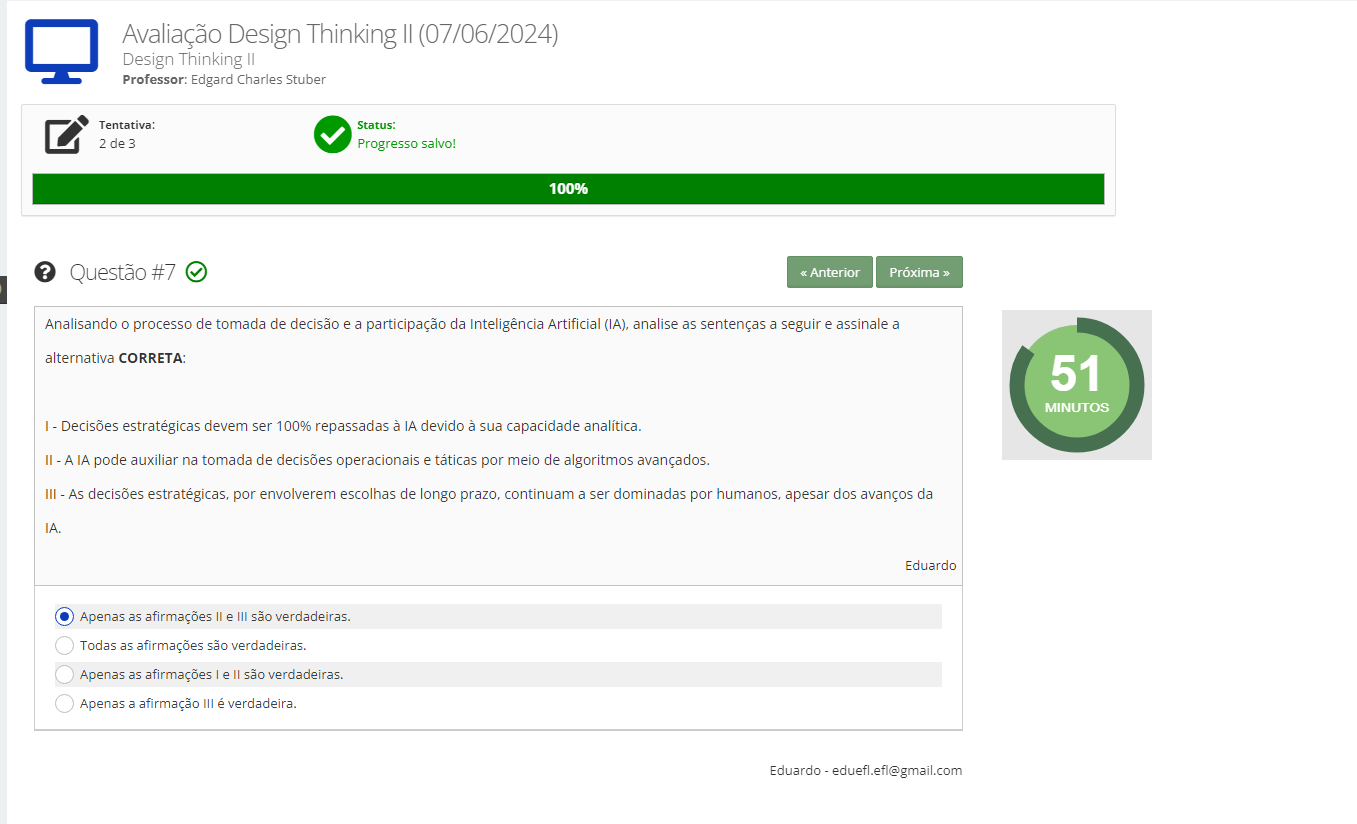 Avaliação Design Thinking II (07/06/2024)
Design Thinking II
Professor: Edgard Charles Stuber
Tentativa:
2 de 3
Status:
Progresso salvo!
100%
Questão #7
« Anterior
Próxima »
Analisando o processo de tomada de decisão e a participação da Inteligência Artificial (IA), analise as sentenças a seguir e assinale a
alternativa CORRETA:
I - Decisões estratégicas devem ser 100% repassadas à IA devido à sua capacidade analítica.
II - A IA pode auxiliar na tomada de decisões operacionais e táticas por meio de algoritmos avançados.
III - As decisões estratégicas, por envolverem escolhas de longo prazo, continuam a ser dominadas por humanos, apesar dos avanços da
IA.
Eduardo
51
MINUTOS
Apenas as afirmações II e III são verdadeiras.
Todas as afirmações são verdadeiras.
Apenas as afirmações I e II são verdadeiras.
Apenas a afirmação III é verdadeira.
Eduardo - eduefl.efl@gmail.com